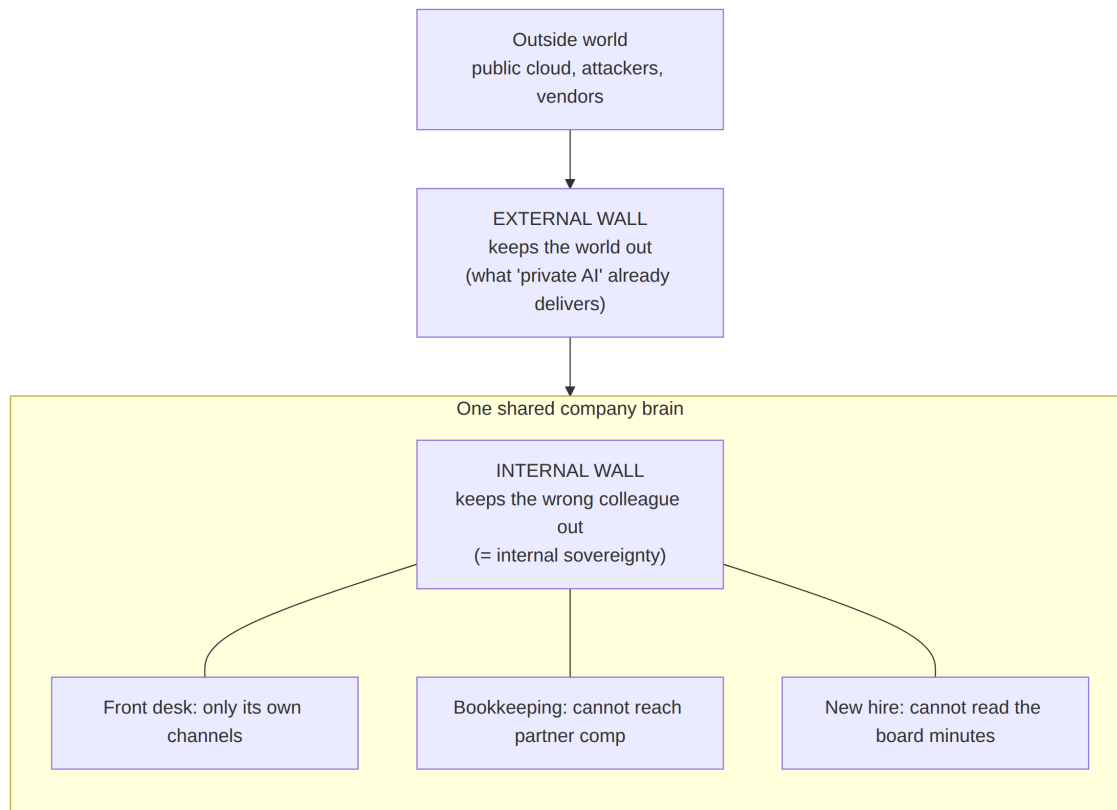 Outside world
public cloud, attackers,
vendors
EXTERNAL WALL
keeps the world out
(what 'private AI' already
delivers)
One shared company brain
INTERNAL WALL
keeps the wrong colleague
out
(= internal sovereignty)
Front desk: only its own
channels
Bookkeeping: cannot reach
partner comp
New hire: cannot read the
board minutes